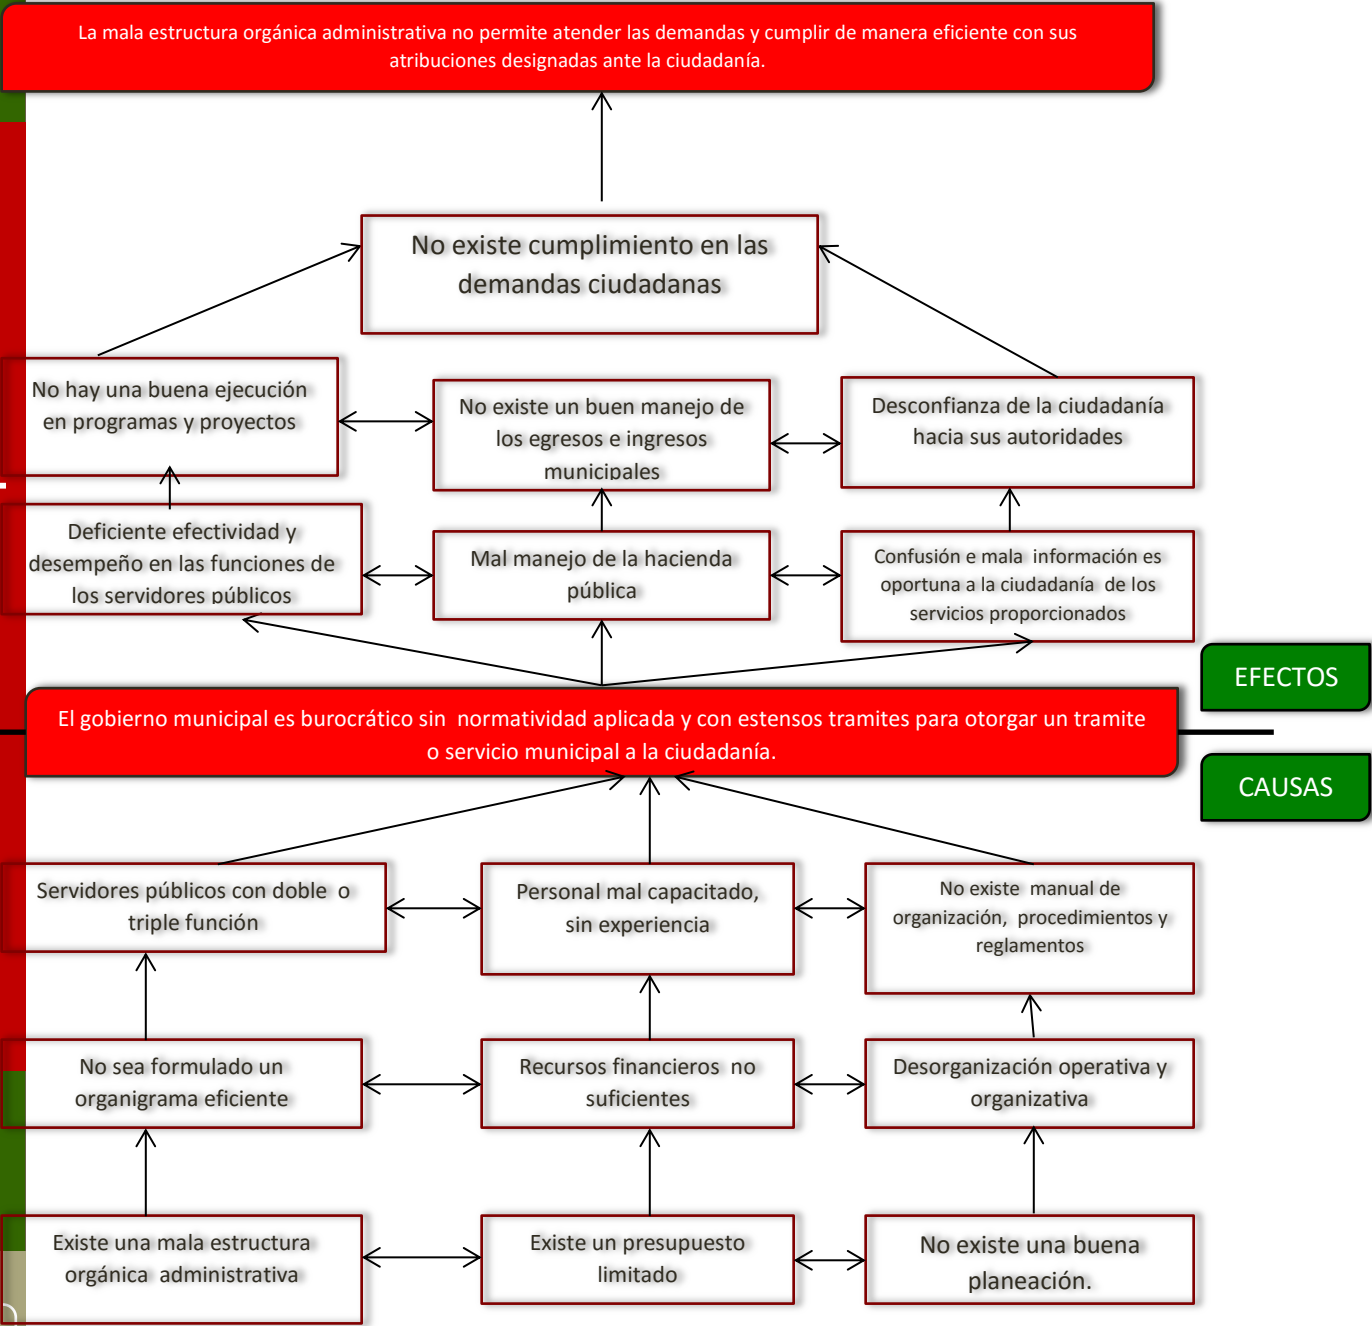 La mala estructura orgánica administrativa no permite atender las demandas y cumplir de manera eficiente con sus
atribuciones designadas ante la ciudadanía.
No existe cumplimiento en las
demandas ciudadanas
No hay una buena ejecución
en programas y proyectos
No existe un buen manejo de
los egresos e ingresos
municipales
Desconfianza de la ciudadanía
hacia sus autoridades
Deficiente efectividad y
desempeño en las funciones de
los servidores públicos
Mal manejo de la hacienda
pública
Confusión e mala información es
oportuna a la ciudadanía de los
servicios proporcionados
EFECTOS
El gobierno municipal es burocrático sin normatividad aplicada y con estensos tramites para otorgar un tramite
o servicio municipal a la ciudadanía.
CAUSAS
Servidores públicos con doble o
triple función
Personal mal capacitado,
sin experiencia
No existe manual de
organización, procedimientos y
reglamentos
No sea formulado un
organigrama eficiente
Recursos financieros no
suficientes
Desorganización operativa y
organizativa
Existe una mala estructura
orgánica administrativa
Existe un presupuesto
limitado
No existe una buena
planeación.